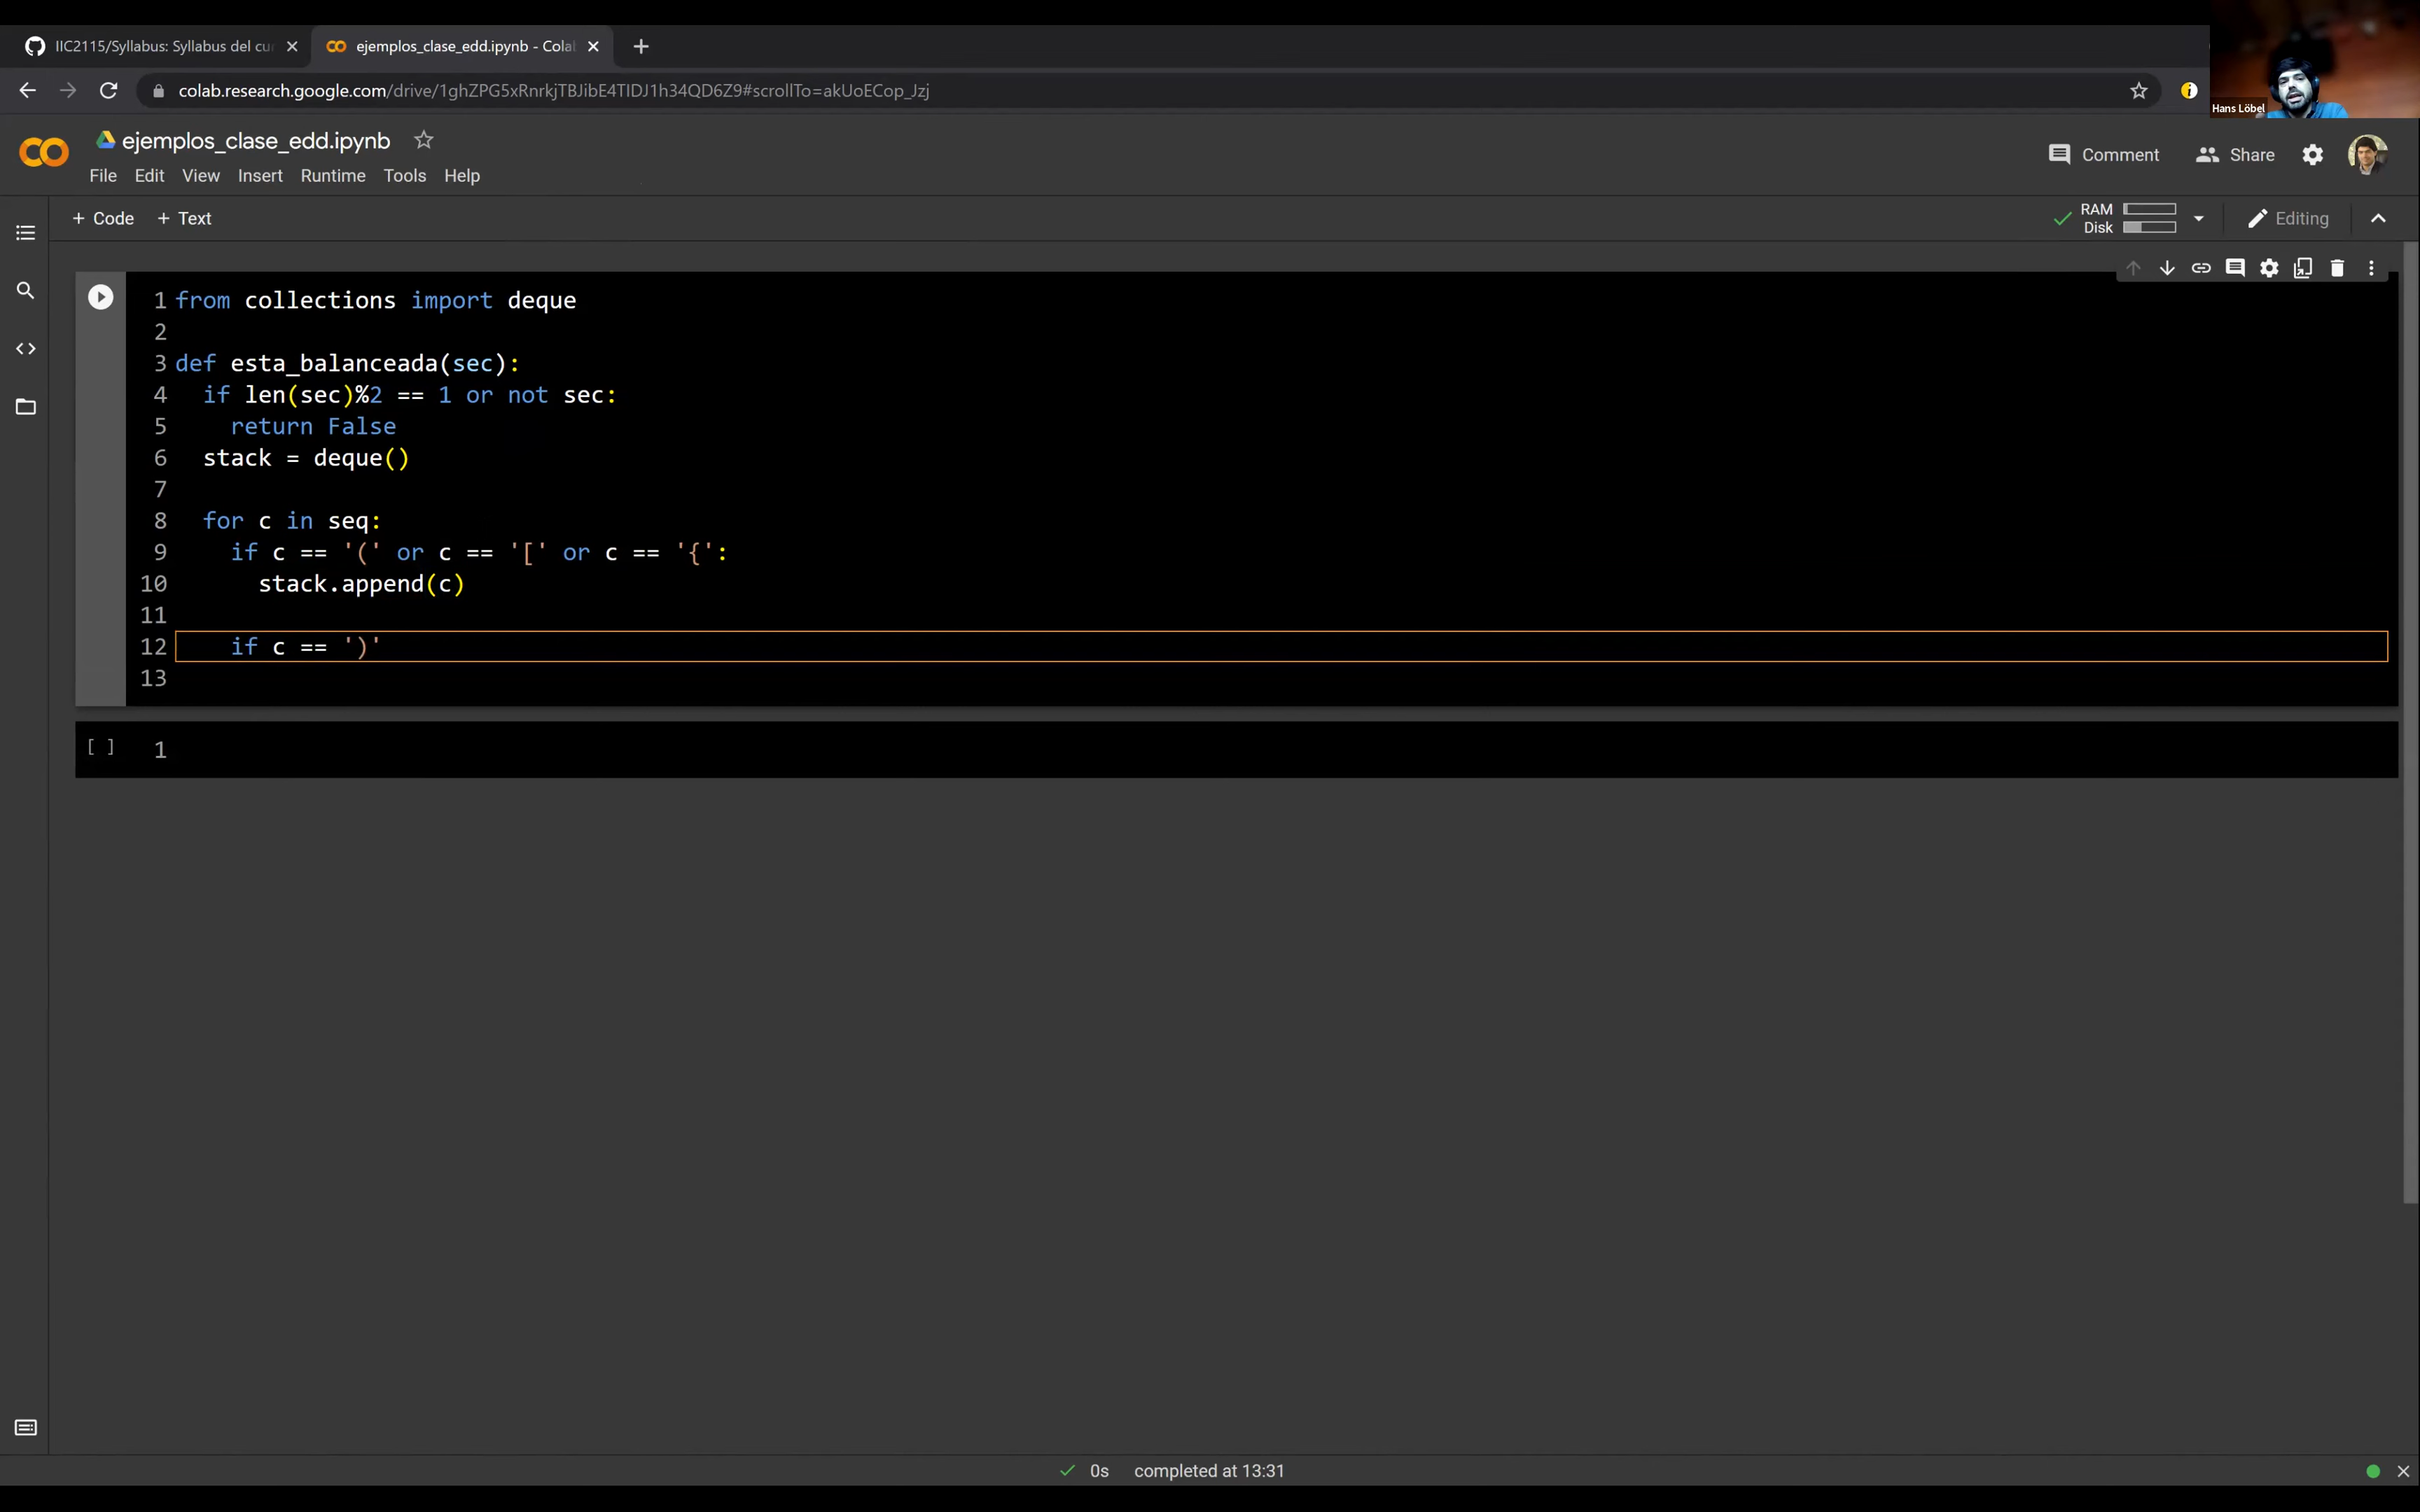 IIC2115/Syllabus: Syllabus del cu
ejemplos_clase_edd.ipynb - Cola
colab.research.google.com/drive/1ghZPG5xRnrkjTBJibE4TIDJ1h34QD6Z9#scrollTo=akUoECop_Jzj
Hans Löbel
ejemplos_clase_edd.ipynb
File Edit View Insert Runtime Tools Help
Comment Share
+ Code + Text
RAM
Disk
Editing
1 from collections import deque
2
3 def esta_balanceada(sec):
4   if len(sec)%2 == 1 or not sec:
5     return False
6   stack = deque()
7
8   for c in seq:
9     if c == '(' or c == '[' or c == '{':
10       stack.append(c)
11
12     if c == ')'
13
[ ] 1
0s completed at 13:31